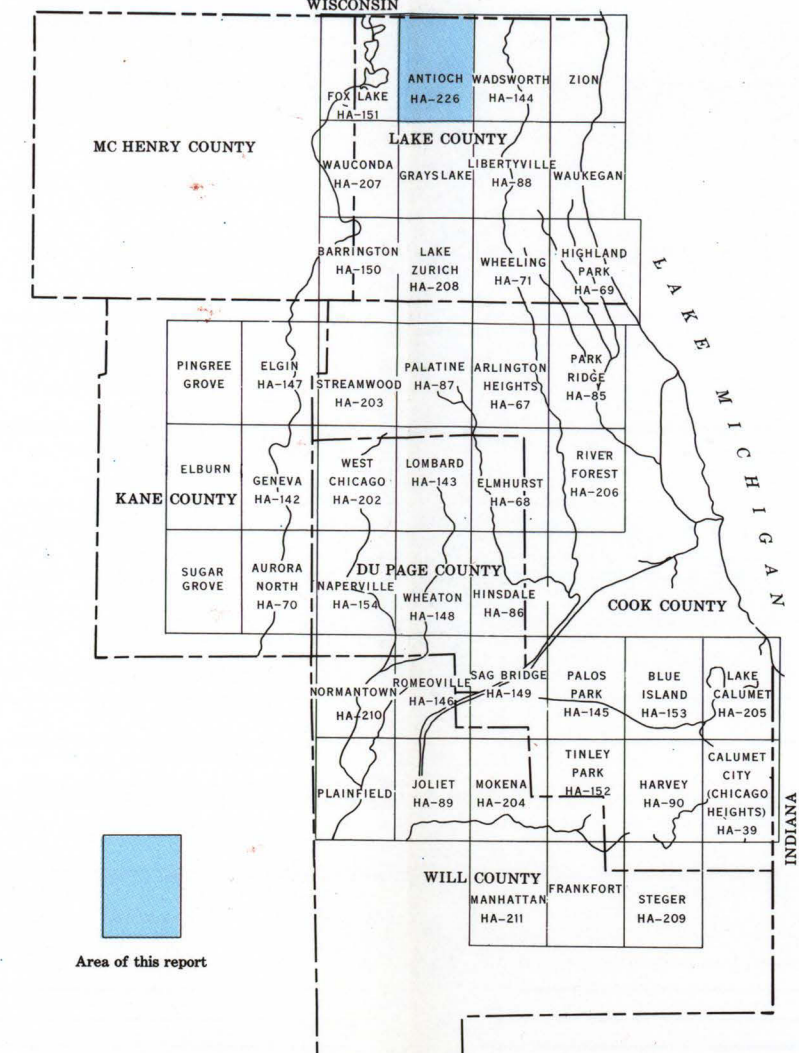 WISCONSIN
ANTIOCH
HA-226
WADSWORTH
HA-144
ZION
FOX LAKE
HA-151
MC HENRY COUNTY
LAKE COUNTY
WAUCONDA
HA-207
GRAYSLAKE
LIBERTYVILLE
HA-88
WAUKEGAN
BARRINGTON
HA-150
LAKE
ZURICH
HA-208
WHEELING
HA-71
HIGHLAND
PARK
HA-69
LAKE MICHIGAN
PINGREE
GROVE
ELGIN
HA-147
STREAMWOOD
HA-203
PALATINE
HA-87
ARLINGTON
HEIGHTS
HA-67
PARK
RIDGE
HA-85
ELBURN
KANE COUNTY
GENEVA
HA-142
WEST
CHICAGO
HA-202
LOMBARD
HA-143
ELMHURST
HA-68
RIVER
FOREST
HA-206
SUGAR
GROVE
AURORA
NORTH
HA-70
DU PAGE COUNTY
NAPERVILLE
HA-154
WHEATON
HA-148
HINSDALE
HA-86
COOK COUNTY
NORMANTOWN
HA-210
ROMEOVILLE
HA-146
SAG BRIDGE
HA-149
PALOS
PARK
HA-145
BLUE
ISLAND
HA-153
LAKE
CALUMET
HA-205
PLAINFIELD
JOLIET
HA-89
MOKENA
HA-204
TINLEY
PARK
HA-152
HARVEY
HA-90
CALUMET
CITY
(CHICAGO
HEIGHTS)
HA-39
INDIANA
WILL COUNTY
MANHATTAN
HA-211
FRANKFORT
STEGER
HA-209
Area of this report